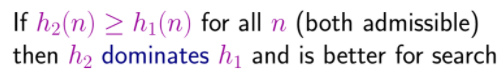 If h₂(n) ≥ h₁(n) for all n (both admissible)
then h₂ dominates h₁ and is better for search